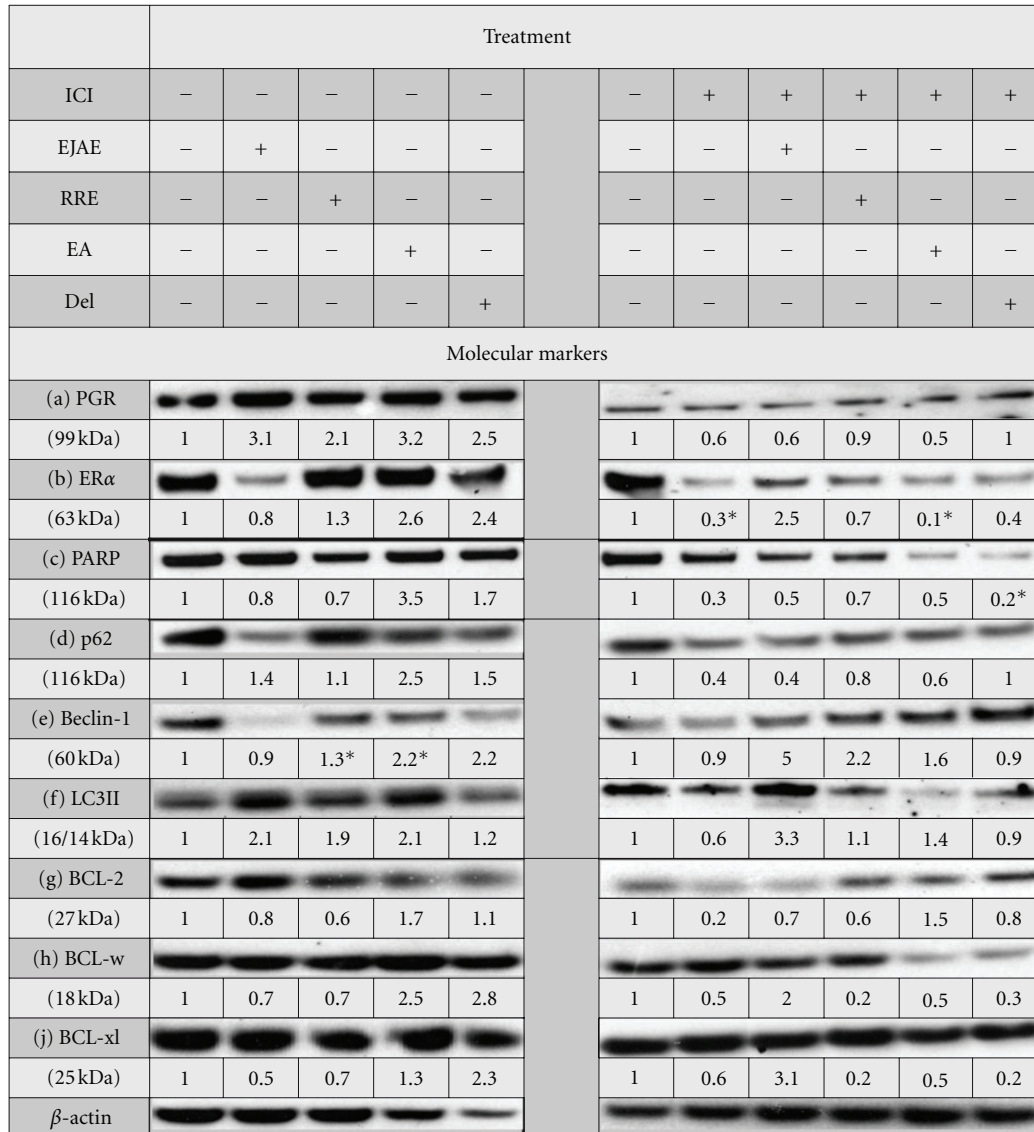 Treatment
ICI − − − − − − + + + + +
EJAE − + − − − − − + − − −
RRE − − + − − − − − + − −
EA − − − + − − − − − + −
Del − − − − + − − − − − +
Molecular markers
(a) PGR
(99 kDa) 1 3.1 2.1 3.2 2.5 1 0.6 0.6 0.9 0.5 1
(b) ERα
(63 kDa) 1 0.8 1.3 2.6 2.4 1 0.3* 2.5 0.7 0.1* 0.4
(c) PARP
(116 kDa) 1 0.8 0.7 3.5 1.7 1 0.3 0.5 0.7 0.5 0.2*
(d) p62
(116 kDa) 1 1.4 1.1 2.5 1.5 1 0.4 0.4 0.8 0.6 1
(e) Beclin-1
(60 kDa) 1 0.9 1.3* 2.2* 2.2 1 0.9 5 2.2 1.6 0.9
(f) LC3II
(16/14 kDa) 1 2.1 1.9 2.1 1.2 1 0.6 3.3 1.1 1.4 0.9
(g) BCL-2
(27 kDa) 1 0.8 0.6 1.7 1.1 1 0.2 0.7 0.6 1.5 0.8
(h) BCL-w
(18 kDa) 1 0.7 0.7 2.5 2.8 1 0.5 2 0.2 0.5 0.3
(j) BCL-xl
(25 kDa) 1 0.5 0.7 1.3 2.3 1 0.6 3.1 0.2 0.5 0.2
β-actin